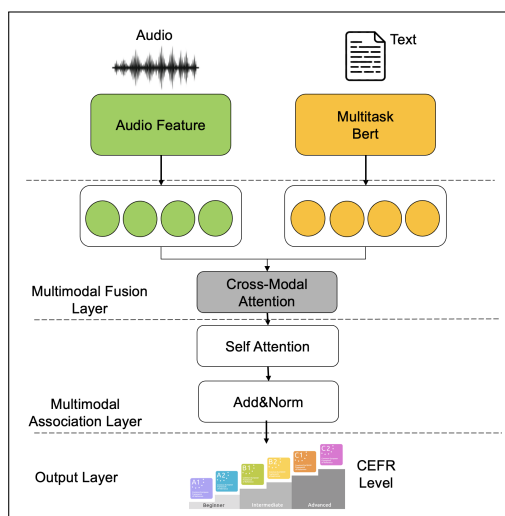 Audio
Text
Audio Feature
Multitask
Bert
Cross-Modal
Attention
Multimodal Fusion
Layer
Self Attention
Add&Norm
Multimodal
Association Layer
Output Layer
A1
A2
B1
B2
C1
C2
Beginner
Intermediate
Advanced
CEFR
Level